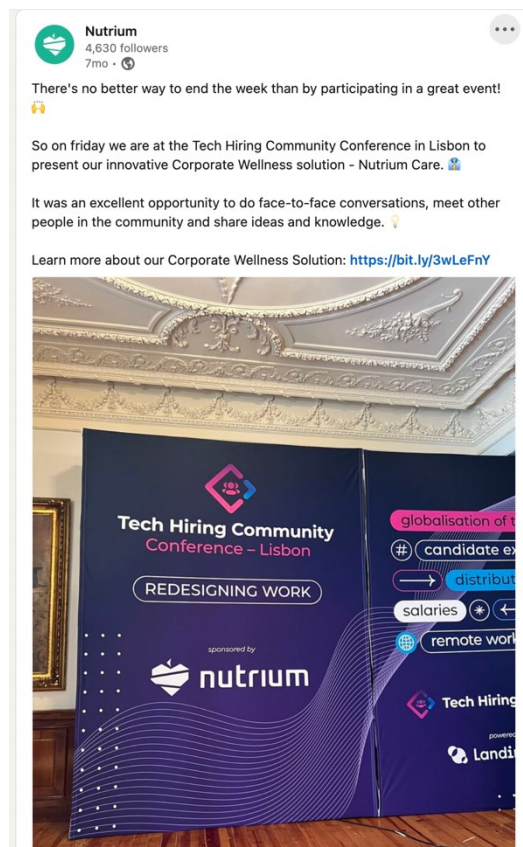 Nutrium
4,630 followers
7mo •
There's no better way to end the week than by participating in a great event!
🙌
So on friday we are at the Tech Hiring Community Conference in Lisbon to
present our innovative Corporate Wellness solution - Nutrium Care.
It was an excellent opportunity to do face-to-face conversations, meet other
people in the community and share ideas and knowledge. 💡
Learn more about our Corporate Wellness Solution: https://bit.ly/3wLeFnY
Tech Hiring Community
Conference – Lisbon
REDESIGNING WORK
sponsored by
nutrium
globalisation of t
# candidate ex
distribut
salaries
remote work
Tech Hiring
powered
Landin